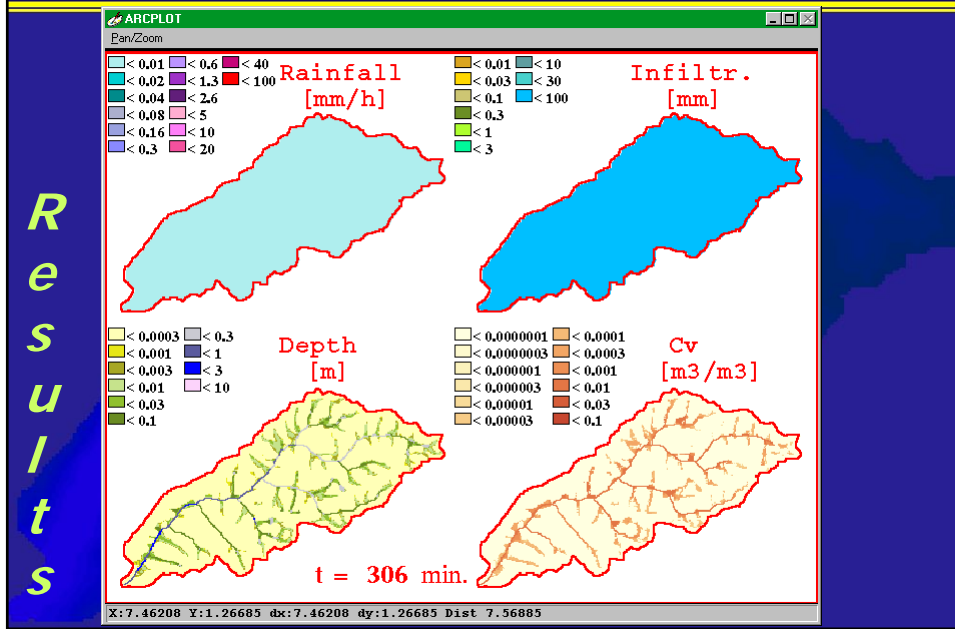 Results
ARCPLOT
Pan/Zoom
Rainfall
[mm/h]
< 0.01 < 0.6 < 40
< 0.02 < 1.3 < 100
< 0.04 < 2.6
< 0.08 < 5
< 0.16 < 10
< 0.3 < 20
Infiltr.
[mm]
< 0.01 < 10
< 0.03 < 30
< 0.1 < 100
< 0.3
< 1
< 3
Depth
[m]
< 0.0003 < 0.3
< 0.001 < 1
< 0.003 < 3
< 0.01 < 10
< 0.03
< 0.1
Cv
[m3/m3]
< 0.0000001 < 0.0001
< 0.0000003 < 0.0003
< 0.000001 < 0.001
< 0.000003 < 0.01
< 0.00001 < 0.03
< 0.00003 < 0.1
t = 306 min.
X:7.46208 Y:1.26685 dx:7.46208 dy:1.26685 Dist 7.56885